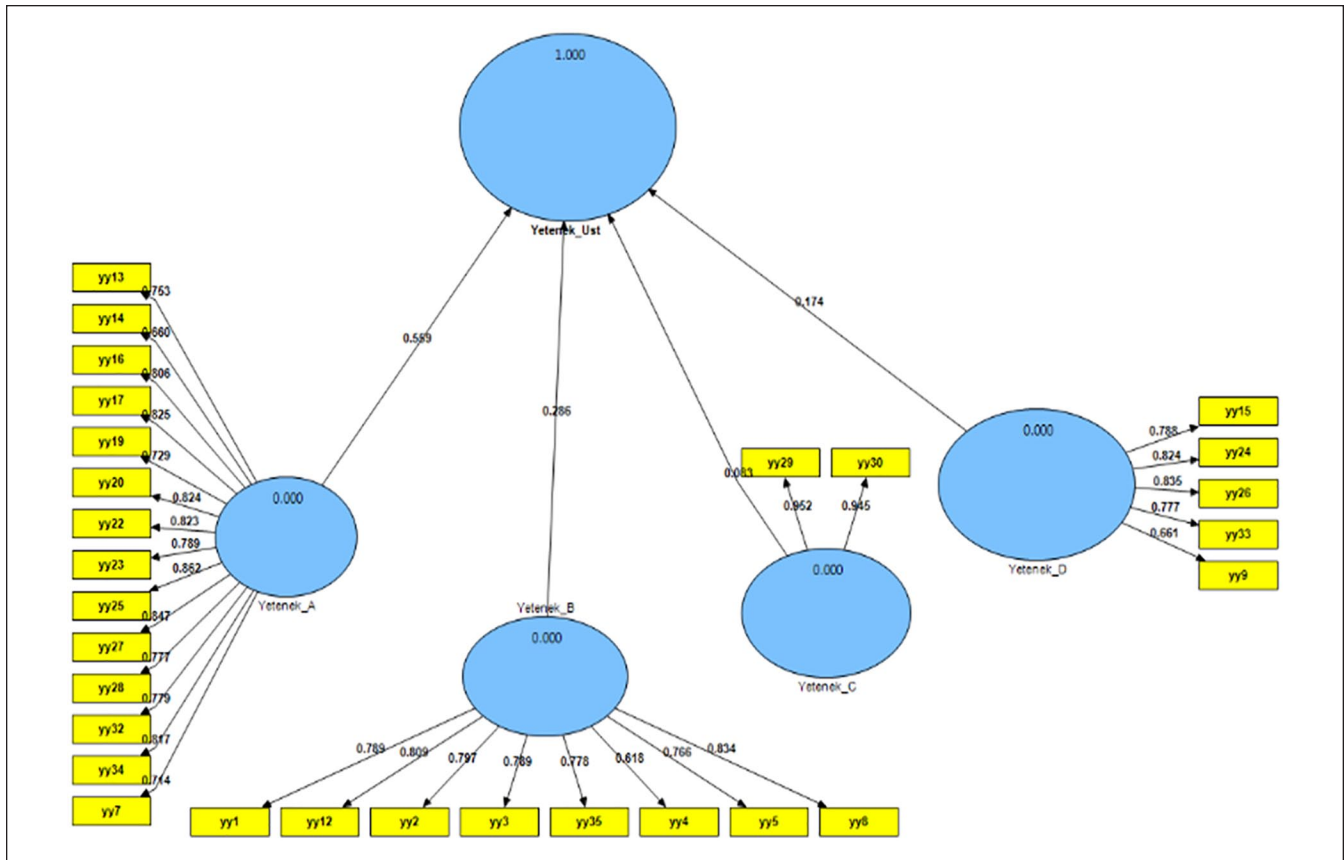 1.000
Yetenek_Ust
0.559
0.286
0.083
0.174
yy13
0.753
yy14
0.660
yy16
0.806
yy17
0.825
yy19
0.729
yy20
0.824
yy22
0.823
yy23
0.789
yy25
0.862
yy27
0.847
yy28
0.777
yy32
0.779
yy34
0.817
yy7
0.714
0.000
Yetenek_A
Yetenek_B
0.000
0.789
0.809
0.797
0.789
0.778
0.618
0.766
0.834
yy1
yy12
yy2
yy3
yy35
yy4
yy5
yy8
yy29
yy30
0.952
0.945
0.000
Yetenek_C
0.000
Yetenek_D
0.788
0.824
0.835
0.777
0.661
yy15
yy24
yy26
yy33
yy9